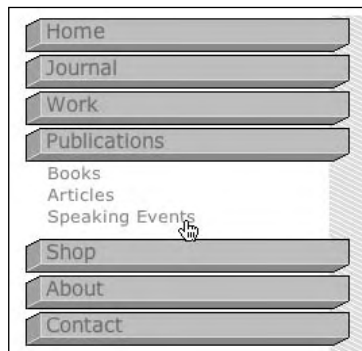 Home
Journal
Work
Publications
Books
Articles
Speaking Events
Shop
About
Contact